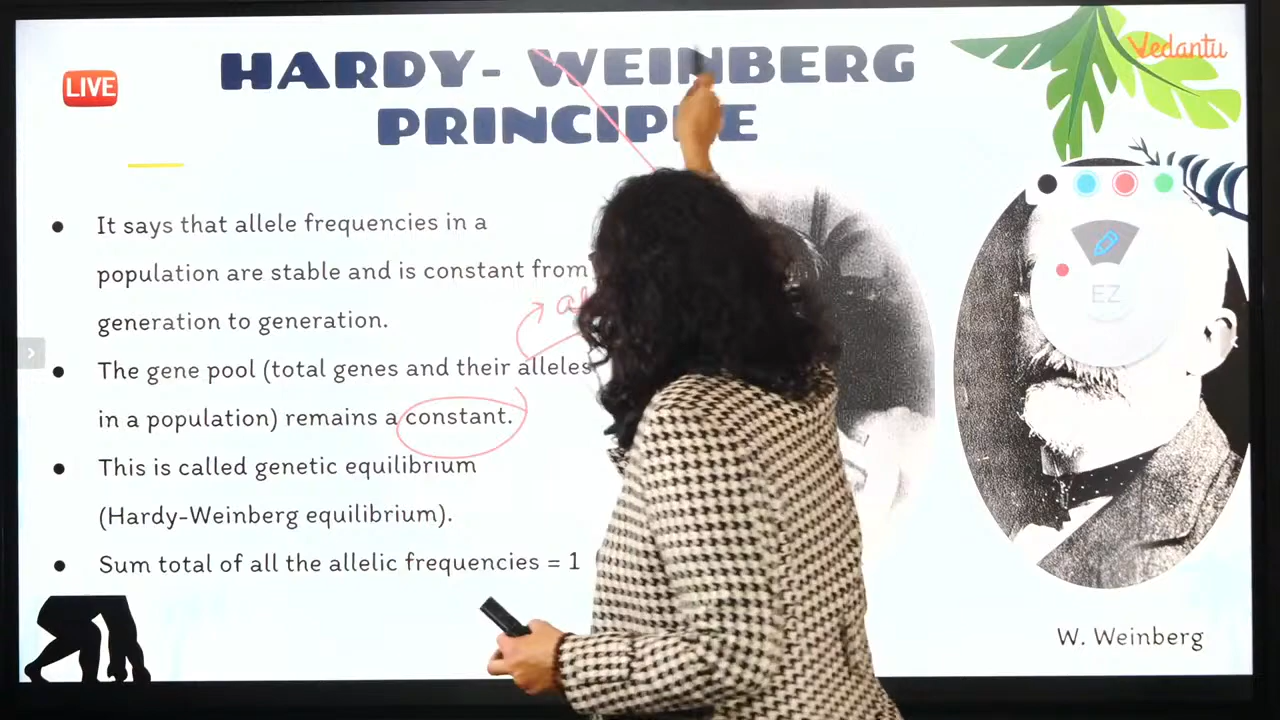 Vedantu
LIVE
HARDY- WEINBERG
PRINCIPLE
It says that allele frequencies in a
population are stable and is constant from
generation to generation.
The gene pool (total genes and their alleles
in a population) remains a constant.
This is called genetic equilibrium
(Hardy-Weinberg equilibrium).
Sum total of all the allelic frequencies = 1
EZ
W. Weinberg